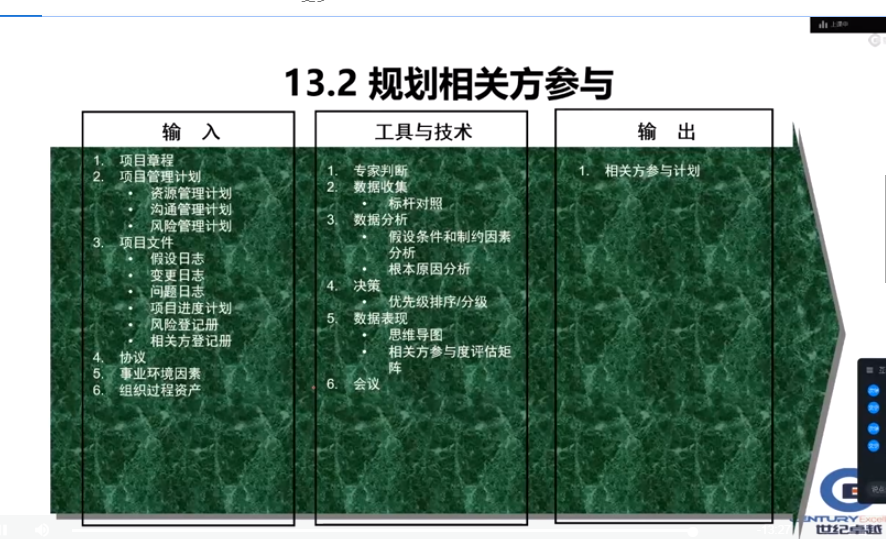 上课中
13.2 规划相关方参与
输 入
1. 项目章程
2. 项目管理计划
• 资源管理计划
• 沟通管理计划
• 风险管理计划
3. 项目文件
• 假设日志
• 变更日志
• 问题日志
• 项目进度计划
• 风险登记册
• 相关方登记册
4. 协议
5. 事业环境因素
6. 组织过程资产
工具与技术
1. 专家判断
2. 数据收集
• 标杆对照
3. 数据分析
• 假设条件和制约因素
分析
• 根本原因分析
4. 决策
• 优先级排序/分级
5. 数据表现
• 思维导图
• 相关方参与度评估矩
阵
6. 会议
输 出
1. 相关方参与计划
CENTURY
世纪卓越